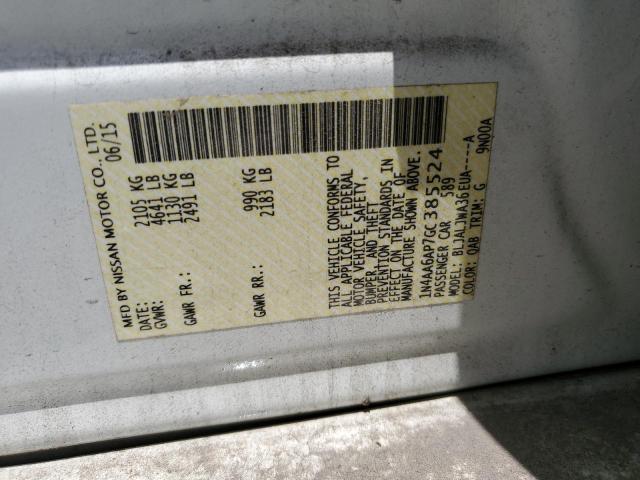 MFD BY NISSAN MOTOR CO., LTD.
DATE: 06/15
GVWR: 2105 KG
4641 LB
GAWR FR.: 1130 KG
2491 LB
GAWR RR.: 990 KG
2183 LB
THIS VEHICLE CONFORMS TO
ALL APPLICABLE FEDERAL
MOTOR VEHICLE SAFETY,
BUMPER, AND THEFT
PREVENTION STANDARDS IN
EFFECT ON THE DATE OF
MANUFACTURE SHOWN ABOVE.
1N4AA6AP7GC385524
PASSENGER CAR 589
MODEL: BLJALJWA36EUA----A
COLOR: QAB TRIM: G 9N00A